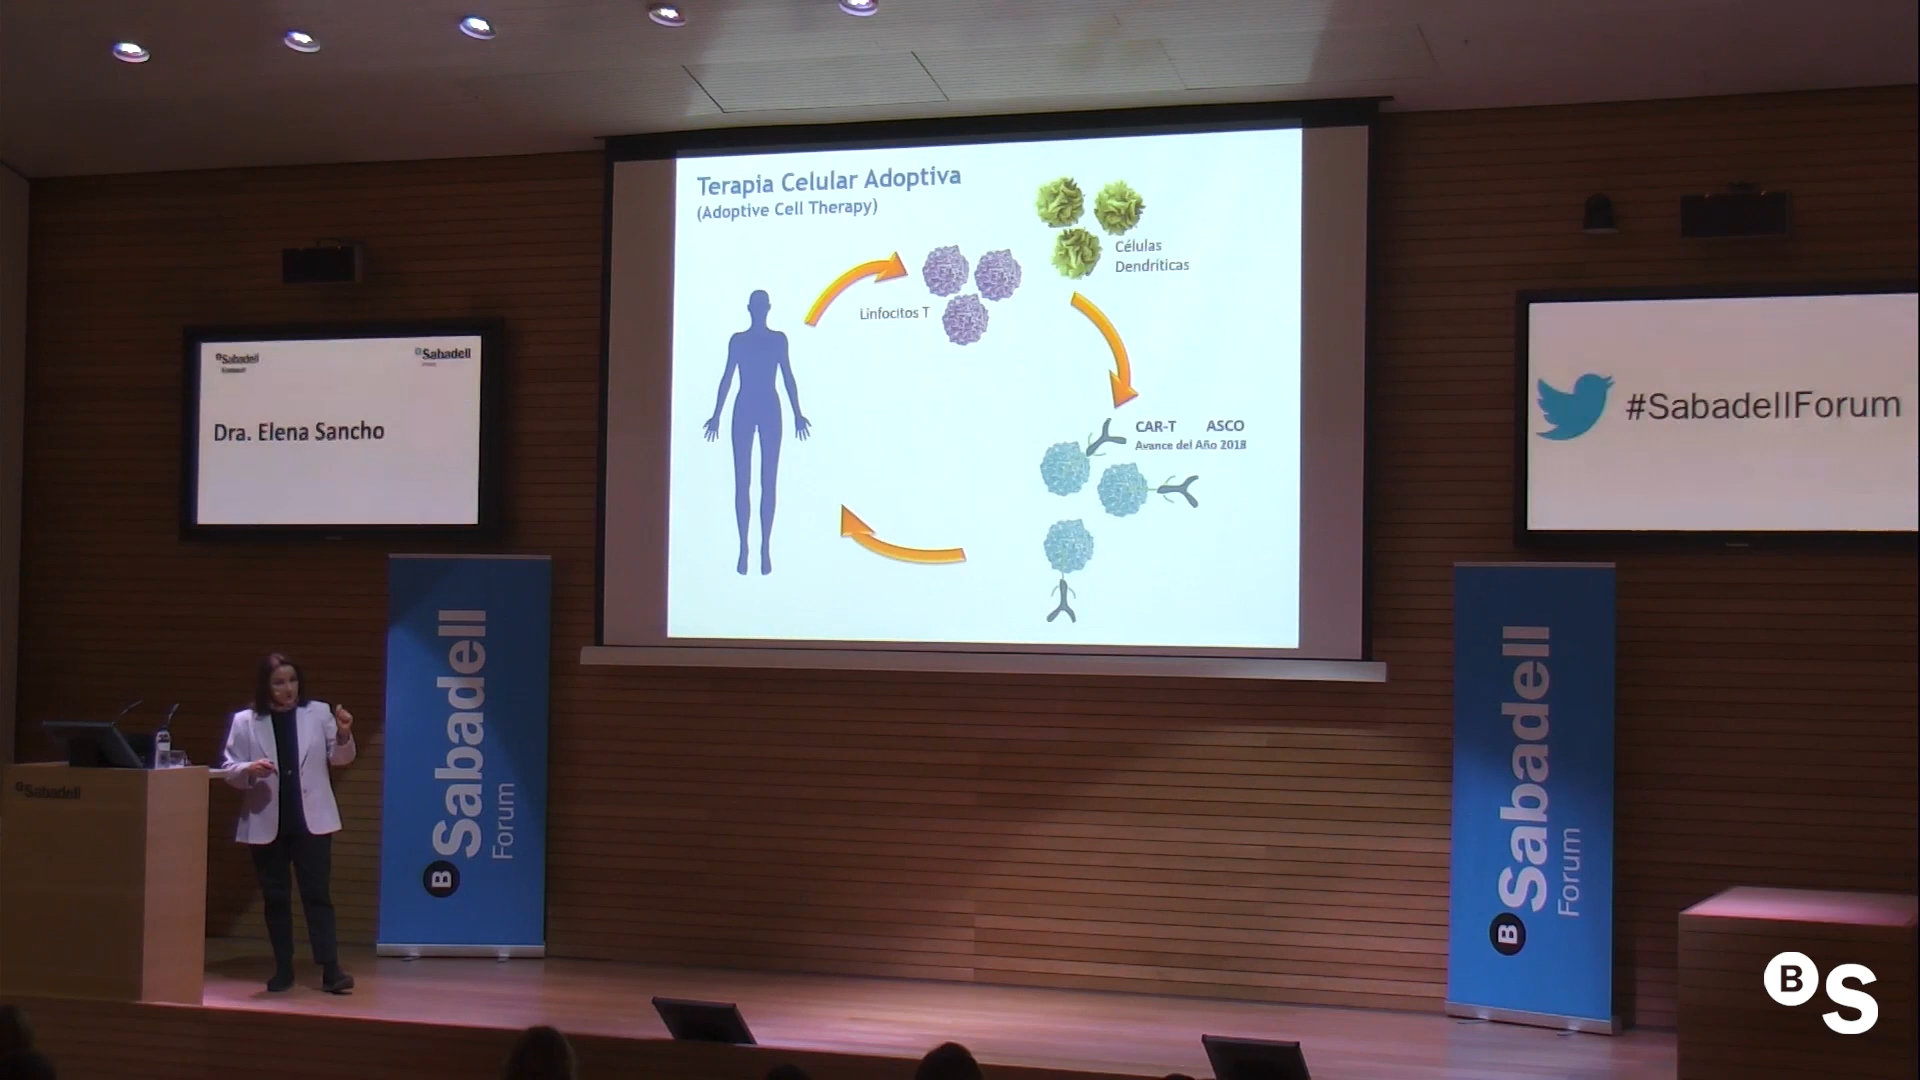 Terapia Celular Adoptiva
(Adoptive Cell Therapy)
Células
Dendríticas
Linfocitos T
CAR-T ASCO
Avance del Año 2018
Sabadell
Sabadell
Dra. Elena Sancho
#SabadellForum
B Sabadell
Forum
B Sabadell
Forum
Sabadell
B S